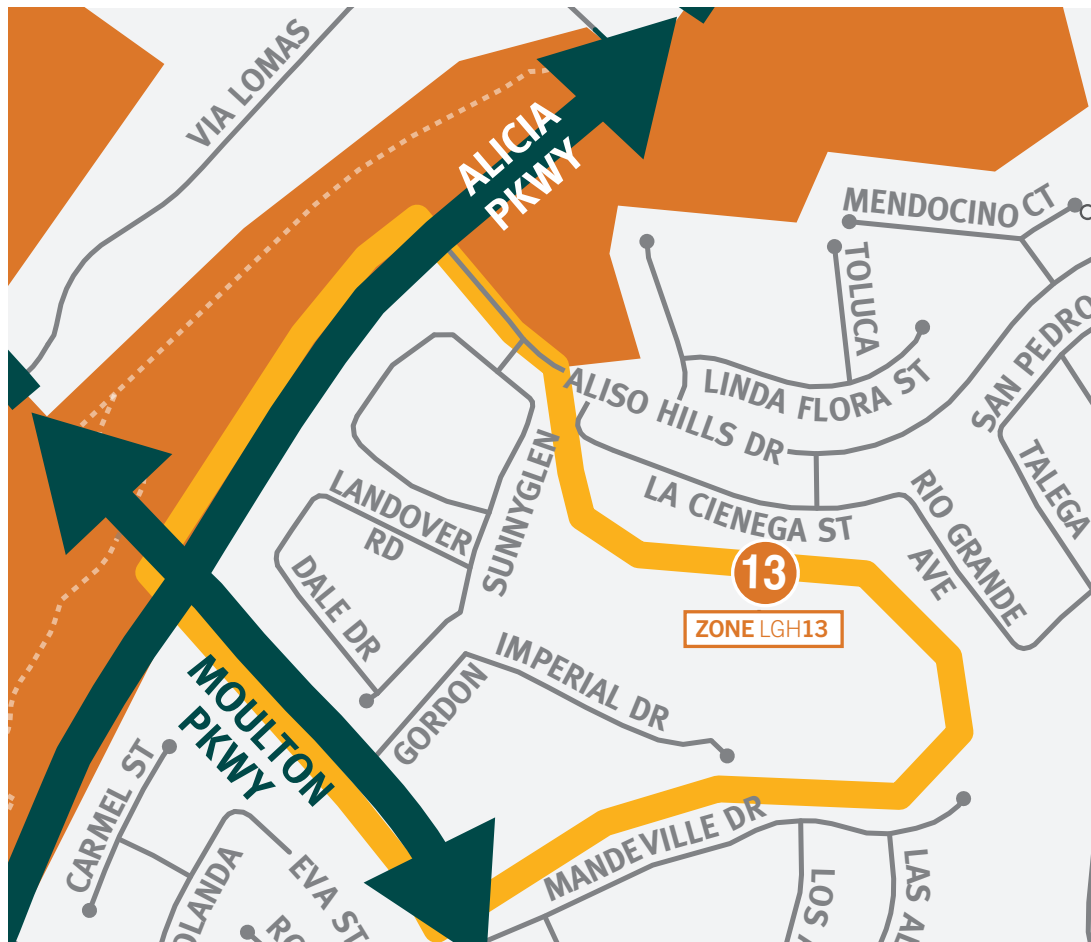 VIA LOMAS
ALICIA
PKWY
MENDOCINO CT
TOLUCA
SAN PEDRO
LINDA FLORA ST
ALISO HILLS DR
TALEGA
LA CIENEGA ST
RIO GRANDE
AVE
SUNNYGLEN
LANDOVER
RD
DALE DR
13
ZONE LGH13
IMPERIAL DR
GORDON
MOULTON
PKWY
CARMEL ST
MANDEVILLE DR
EVA ST
OLANDA
LOS
LAS